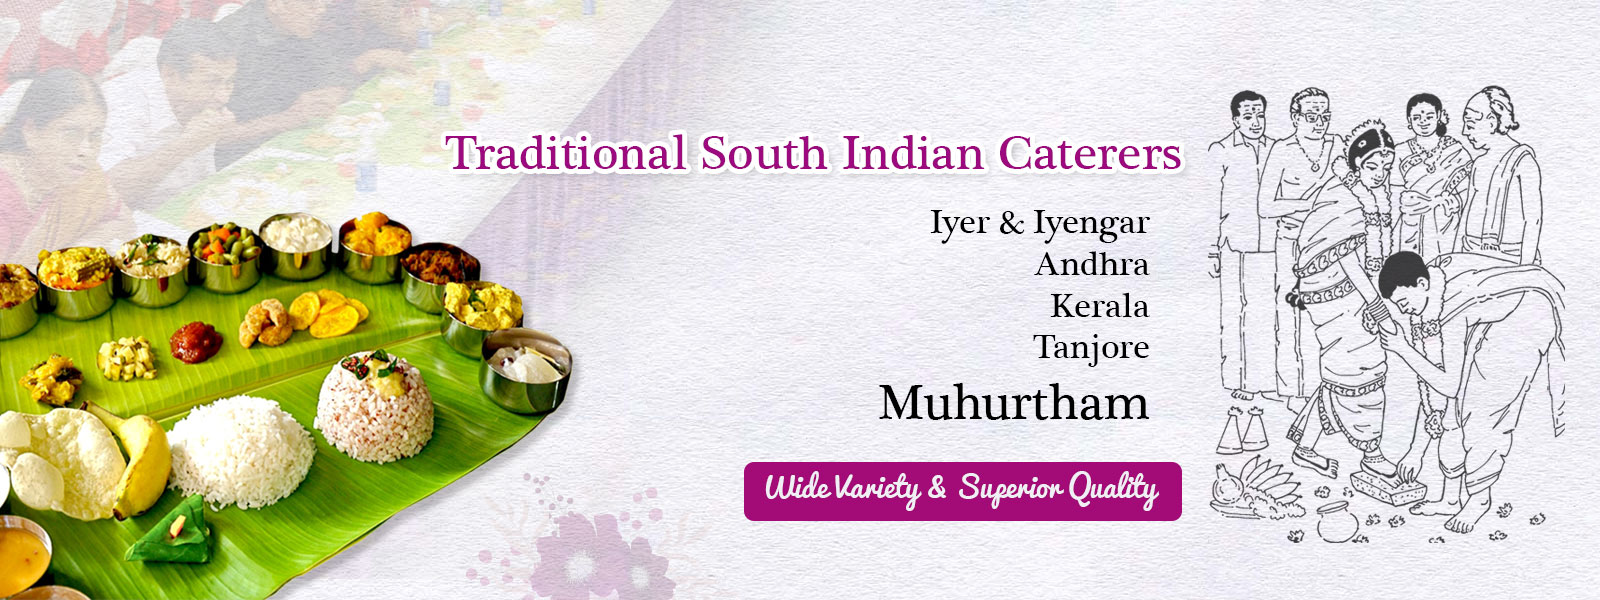 Traditional South Indian Caterers
Iyer & Iyengar
Andhra
Kerala
Tanjore
Muhurtham
Wide Variety & Superior Quality